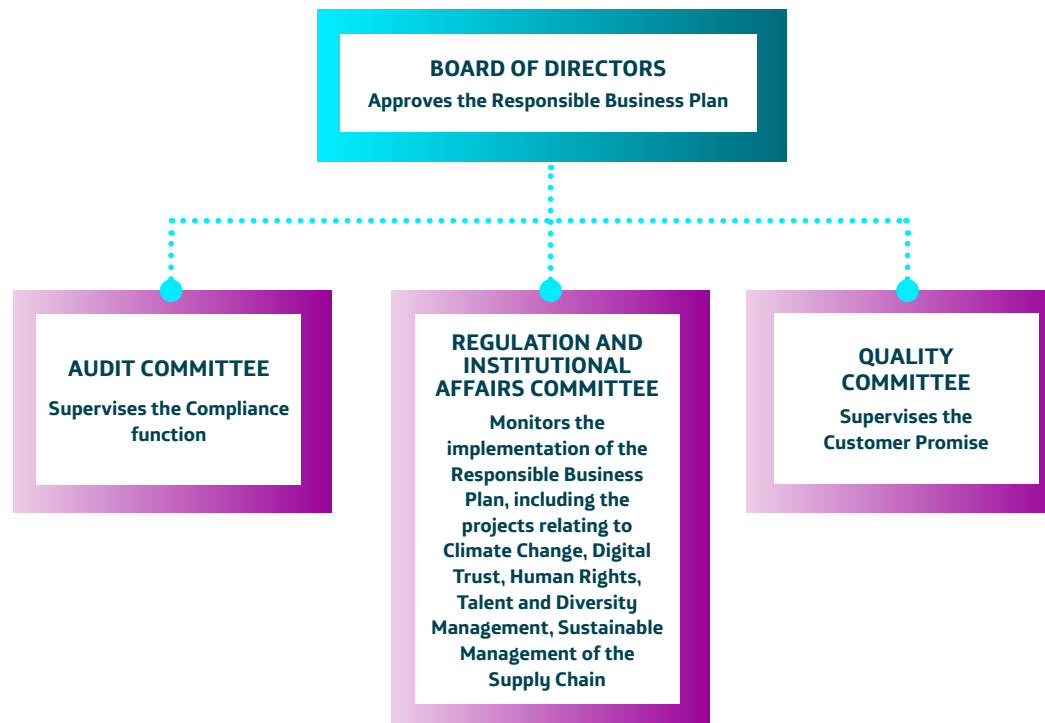 BOARD OF DIRECTORS
Approves the Responsible Business Plan
AUDIT COMMITTEE
Supervises the Compliance
function
REGULATION AND
INSTITUTIONAL
AFFAIRS COMMITTEE
Monitors the
implementation of the
Responsible Business
Plan, including the
projects relating to
Climate Change, Digital
Trust, Human Rights,
Talent and Diversity
Management, Sustainable
Management of the
Supply Chain
QUALITY
COMMITTEE
Supervises the
Customer Promise